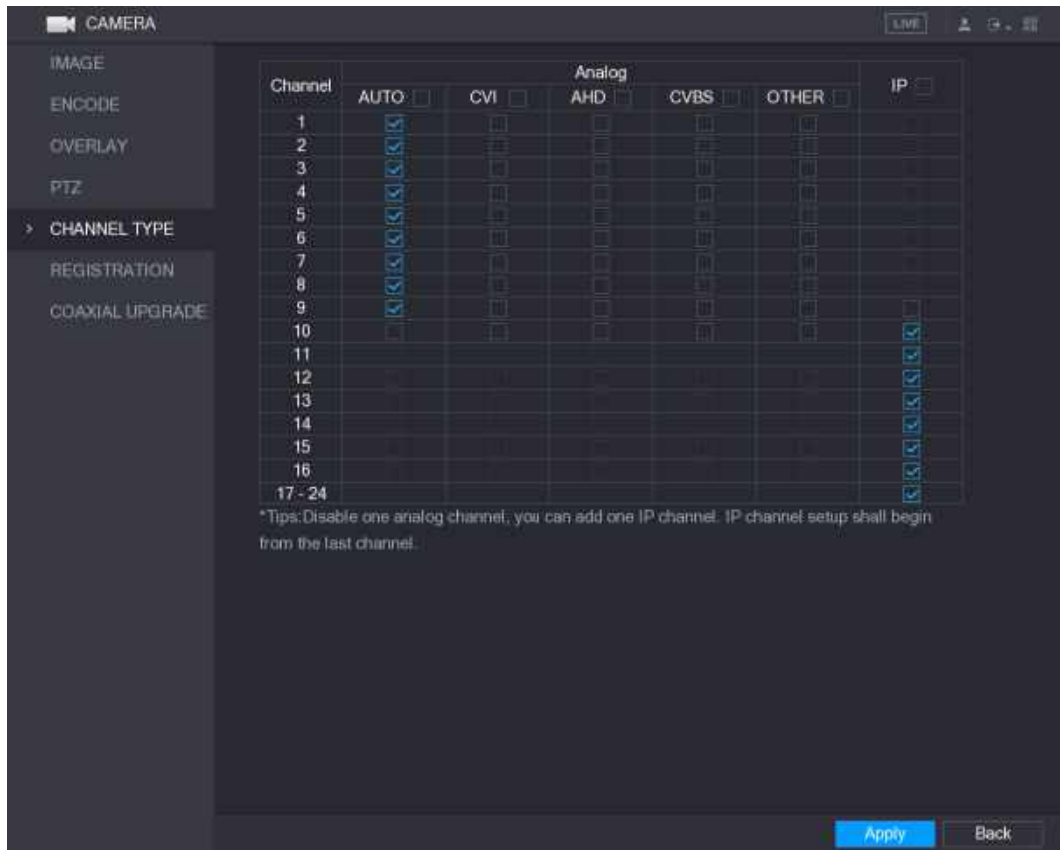 CAMERA
LIVE
IMAGE
ENCODE
OVERLAY
PTZ
> CHANNEL TYPE
REGISTRATION
COAXIAL UPGRADE
Channel Analog IP
AUTO CVI AHD CVBS OTHER
1
2
3
4
5
6
7
8
9
10
11
12
13
14
15
16
17 - 24
*Tips:Disable one analog channel, you can add one IP channel. IP channel setup shall begin
from the last channel.
Apply Back